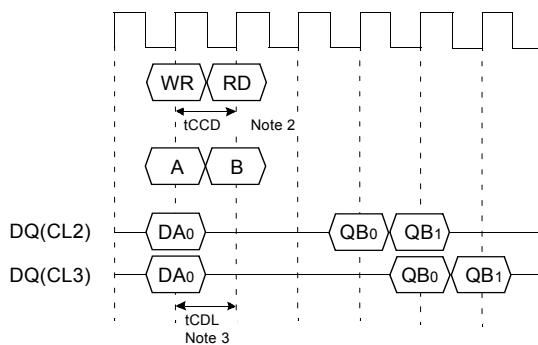 WR RD
tCCD Note 2
A B
DQ(CL2) DA0 QB0 QB1
DQ(CL3) DA0 QB0 QB1
tCDL
Note 3